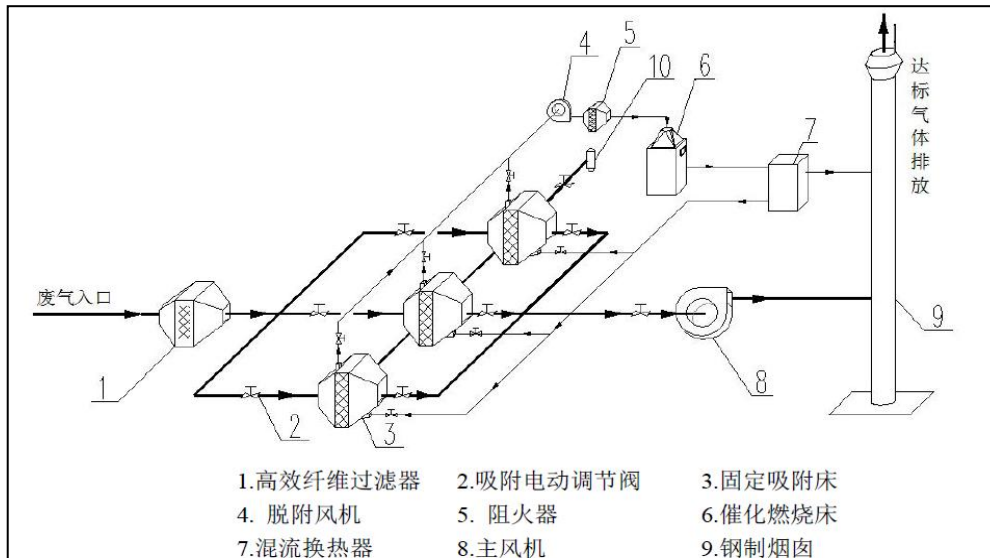 4
5
10
6
7
达标气体排放
废气入口
1
2
3
8
9
1.高效纤维过滤器 2.吸附电动调节阀 3.固定吸附床
4. 脱附风机 5. 阻火器 6.催化燃烧床
7.混流换热器 8.主风机 9.钢制烟囱